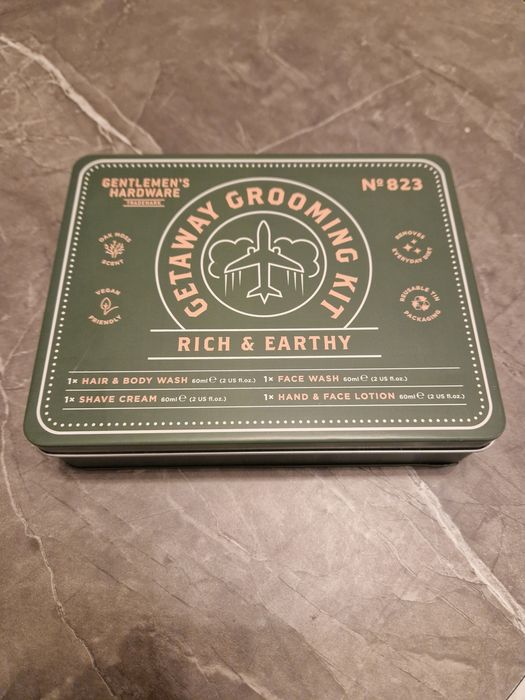 GENTLEMEN'S
HARDWARE
TRADEMARK
Nº 823
GETAWAY GROOMING KIT
OAK MOSS
SCENT
REMOVES
EVERYDAY DIRT
VEGAN
FRIENDLY
REUSABLE TIN
PACKAGING
RICH & EARTHY
1× HAIR & BODY WASH 60ml ℮ (2 US fl.oz.)
1× FACE WASH 60ml ℮ (2 US fl.oz.)
1× SHAVE CREAM 60ml ℮ (2 US fl.oz.)
1× HAND & FACE LOTION 60ml ℮ (2 US fl.oz.)